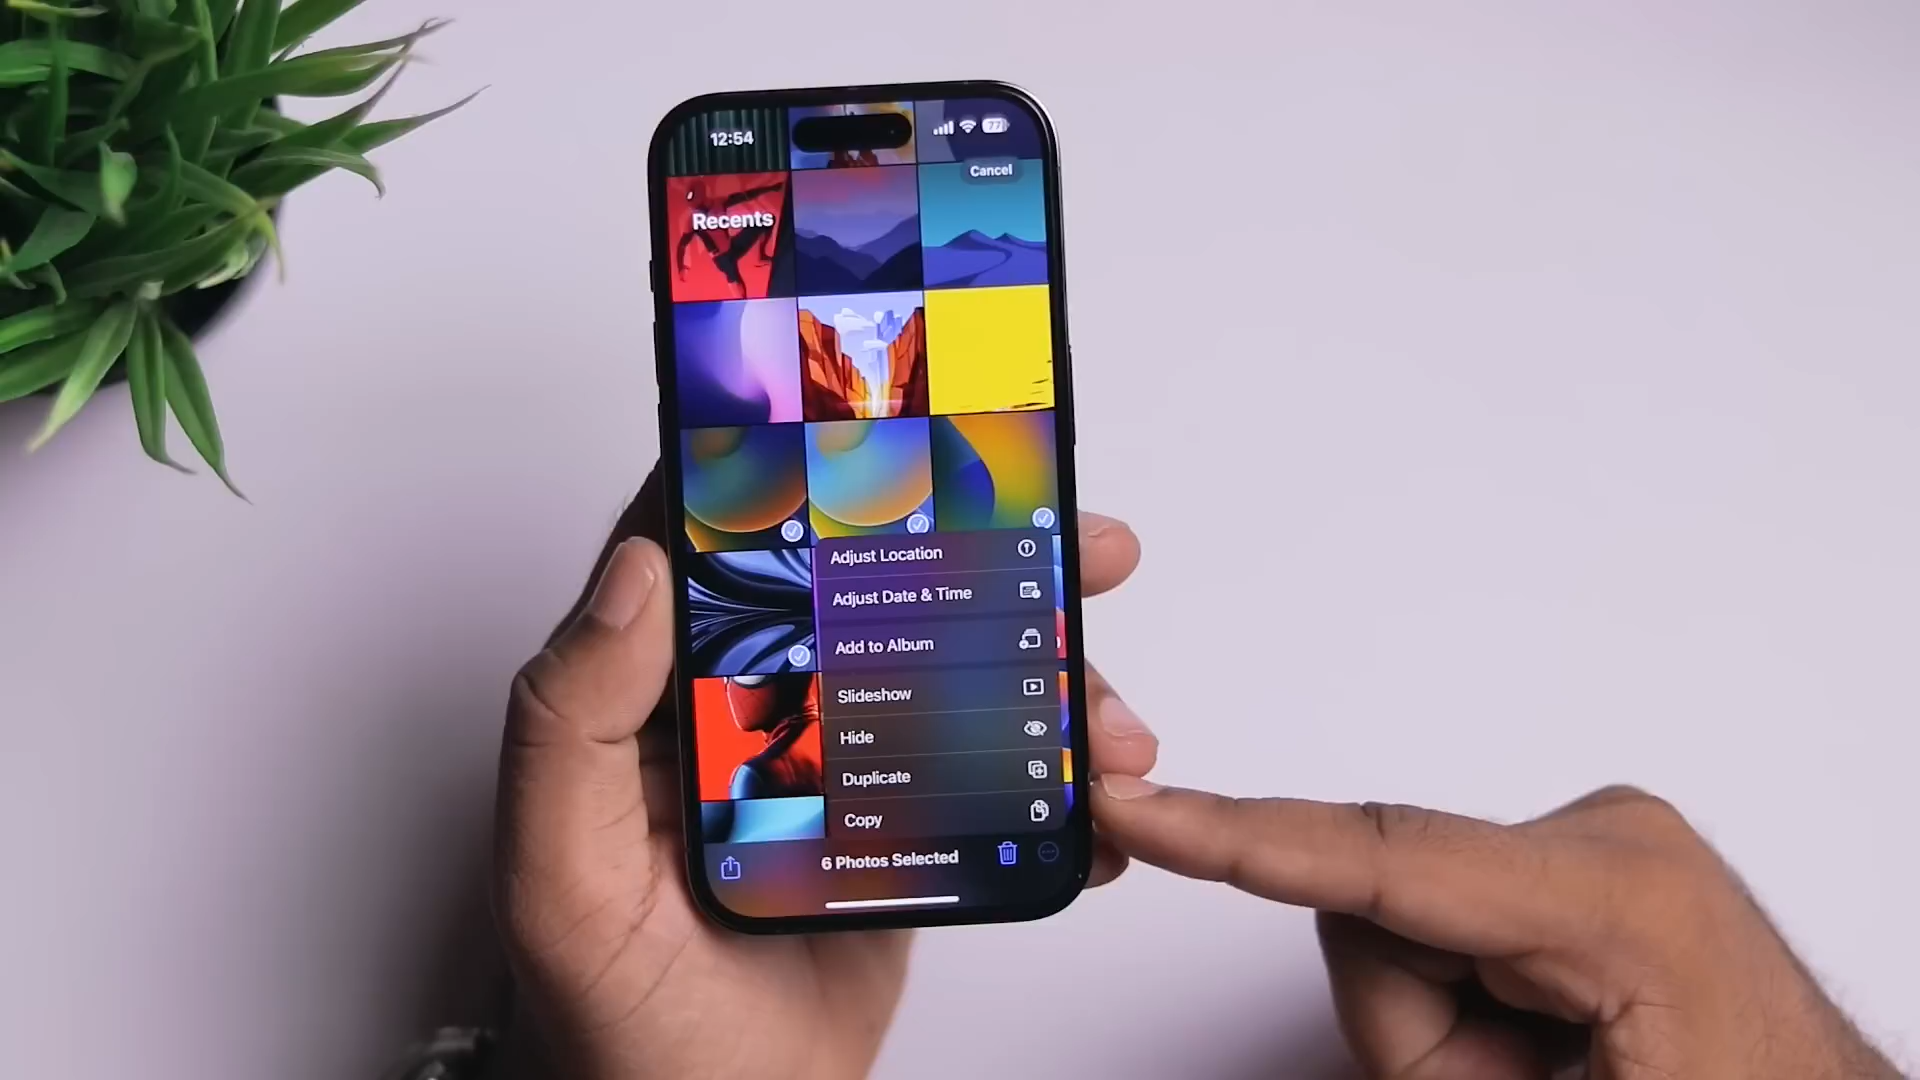 12:54
77
Cancel
Recents
Adjust Location
Adjust Date & Time
Add to Album
Slideshow
Hide
Duplicate
Copy
6 Photos Selected